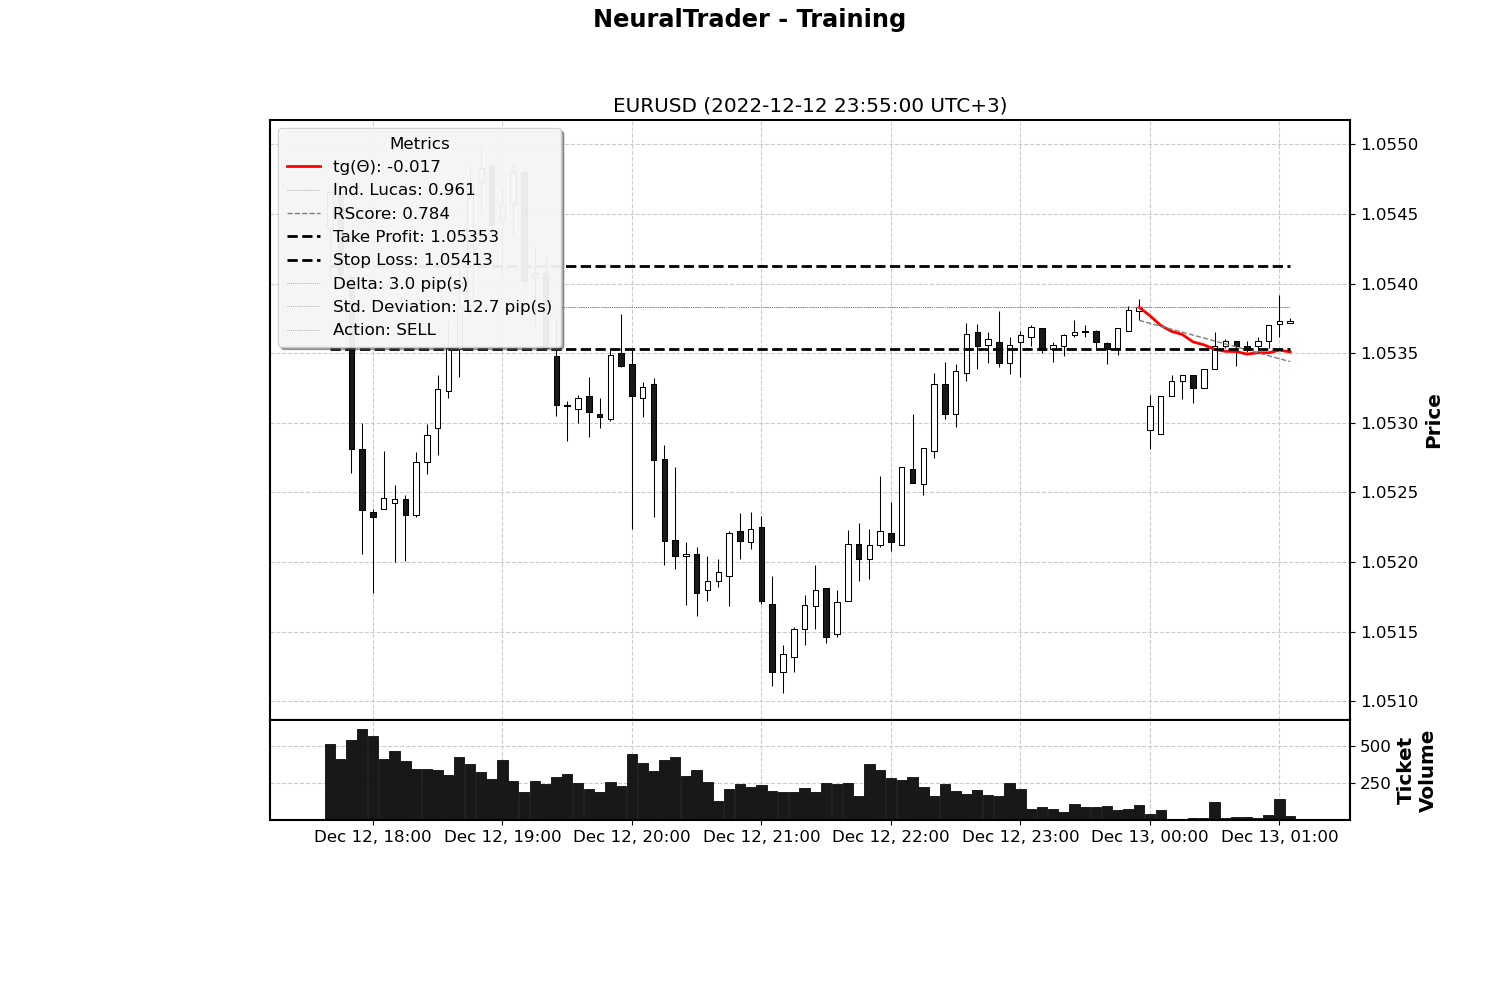 NeuralTrader - Training
EURUSD (2022-12-12 23:55:00 UTC+3)
Metrics
tg(Θ): -0.017
Ind. Lucas: 0.961
RScore: 0.784
Take Profit: 1.05353
Stop Loss: 1.05413
Delta: 3.0 pip(s)
Std. Deviation: 12.7 pip(s)
Action: SELL
1.0550
1.0545
1.0540
1.0535
1.0530
1.0525
1.0520
1.0515
1.0510
Price
500
250
Ticket
Volume
Dec 12, 18:00
Dec 12, 19:00
Dec 12, 20:00
Dec 12, 21:00
Dec 12, 22:00
Dec 12, 23:00
Dec 13, 00:00
Dec 13, 01:00